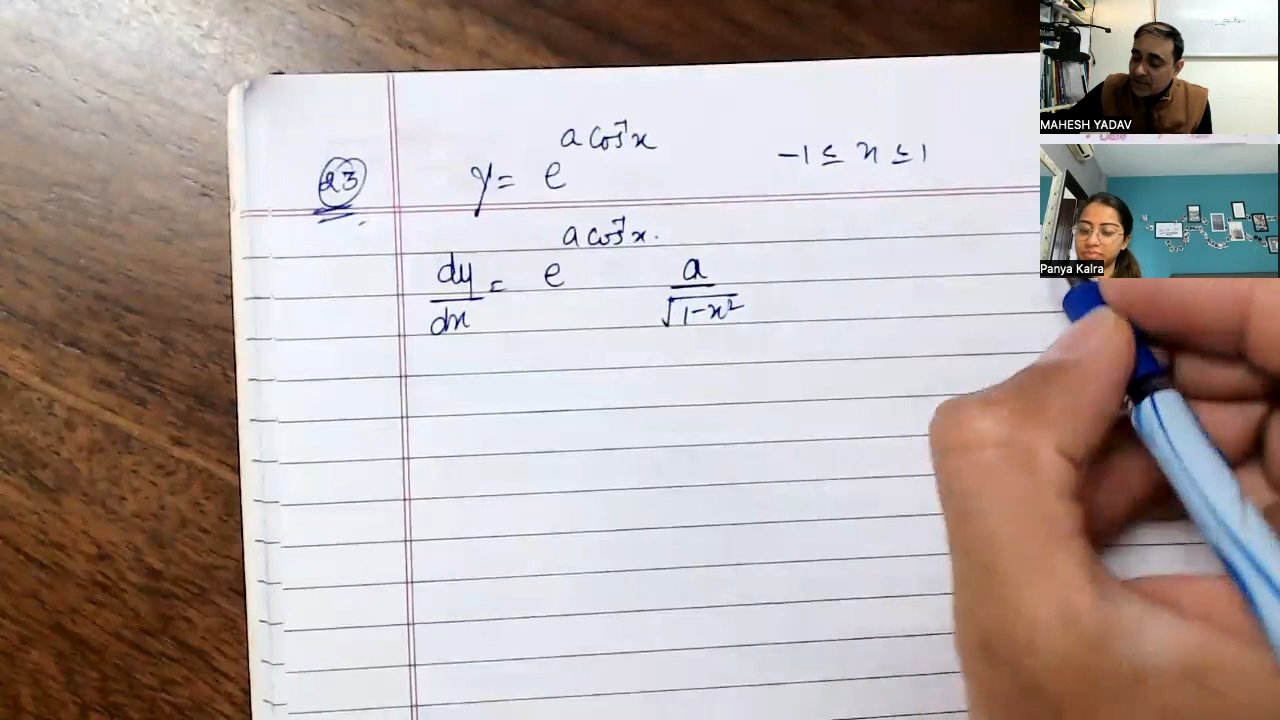 23 y = e^{a cos⁻¹x} -1 ≤ x ≤ 1
dy/dx = e^{a cos⁻¹x.} a/√(1-x²)
MAHESH YADAV
Panya Kalra